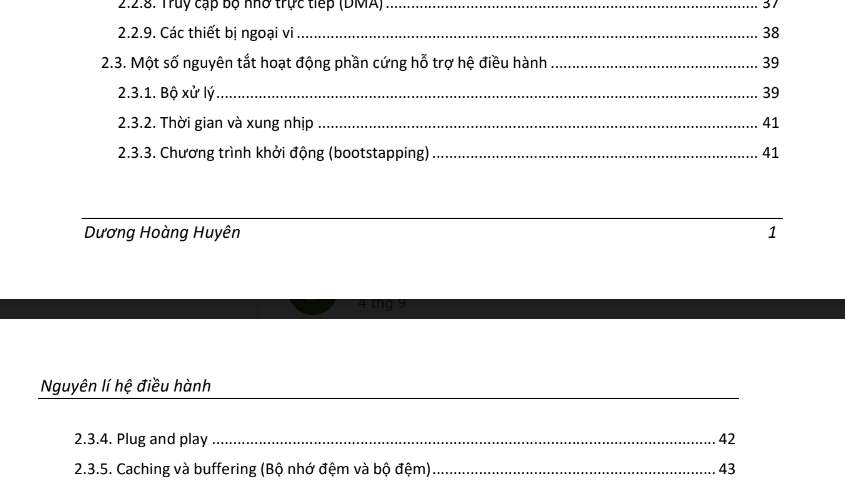 2.2.8. Truy cập bộ nhớ trực tiếp (DMA) ........ 37
2.2.9. Các thiết bị ngoại vi ........ 38
2.3. Một số nguyên tắt hoạt động phần cứng hỗ trợ hệ điều hành ........ 39
2.3.1. Bộ xử lý ........ 39
2.3.2. Thời gian và xung nhịp ........ 41
2.3.3. Chương trình khởi động (bootstapping) ........ 41
Dương Hoàng Huyên 1
4 thg 9
Nguyên lí hệ điều hành
2.3.4. Plug and play ........ 42
2.3.5. Caching và buffering (Bộ nhớ đệm và bộ đệm) ........ 43